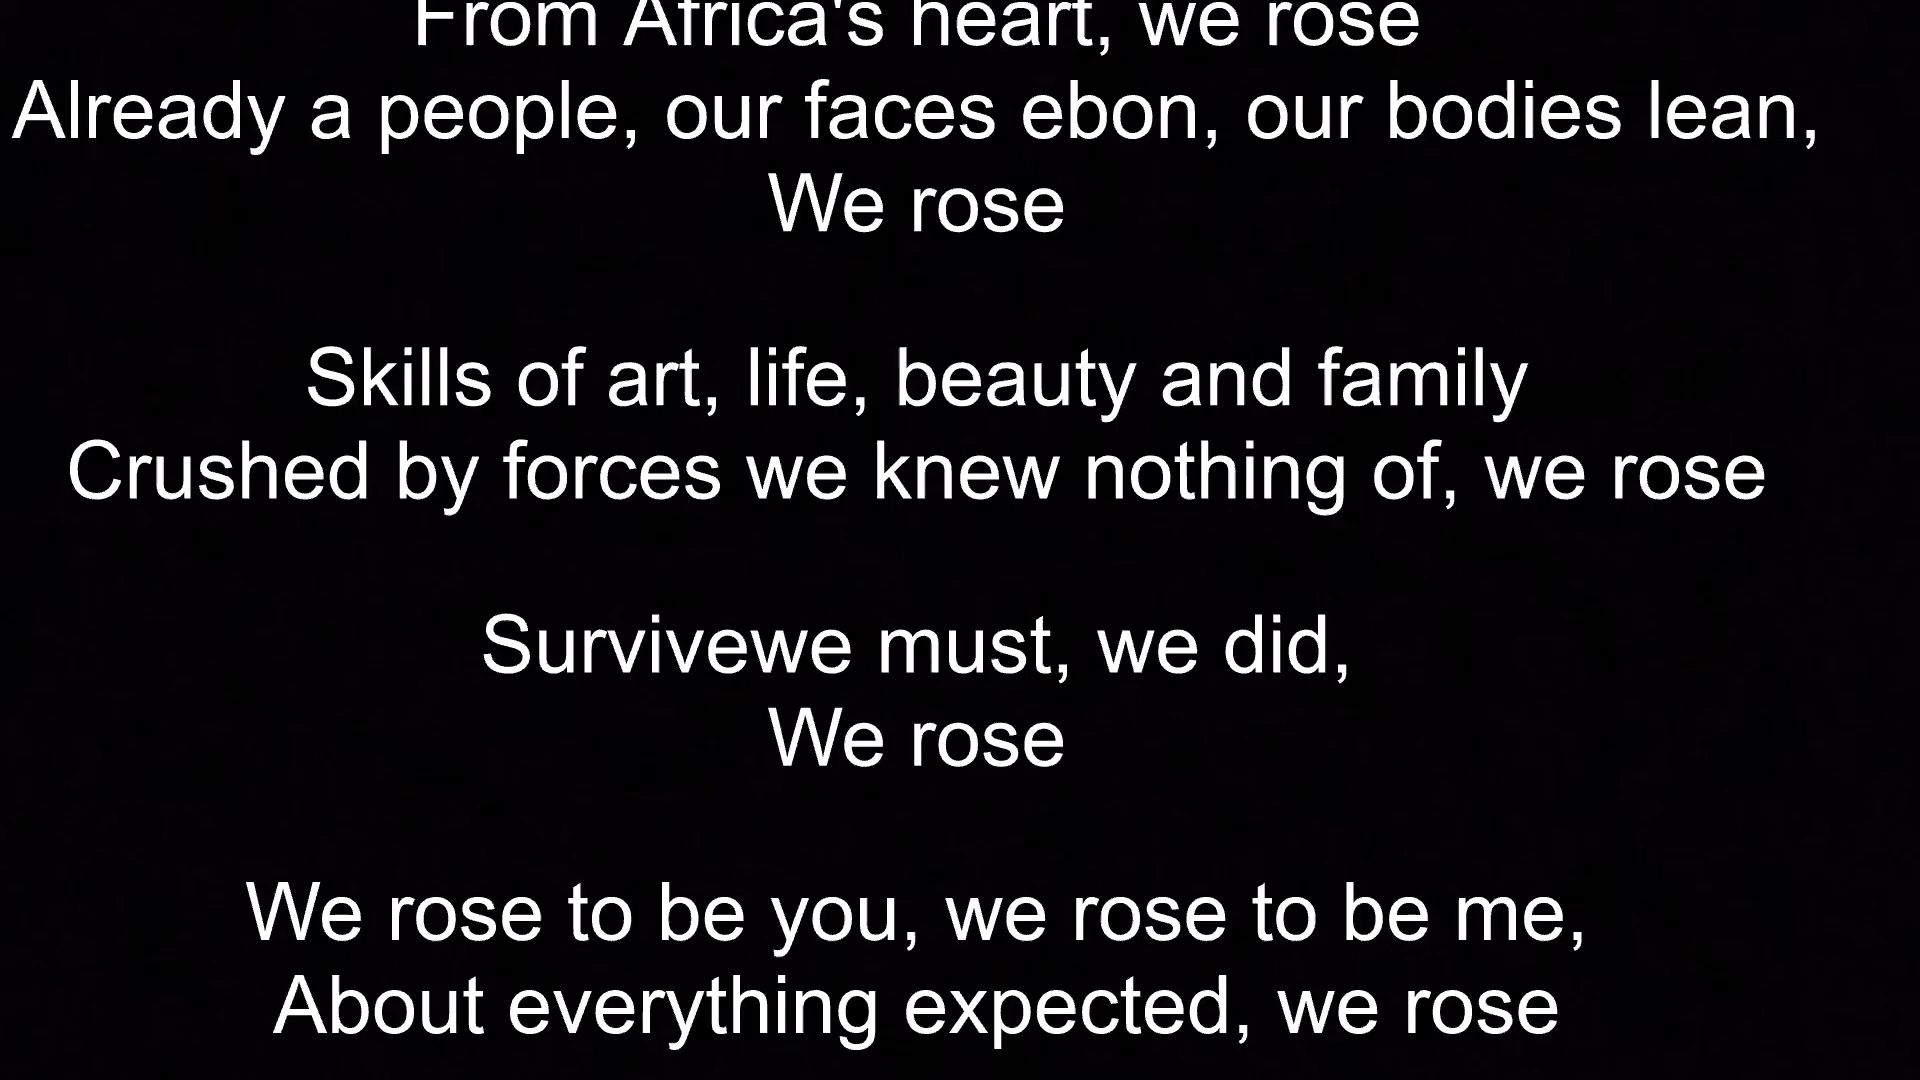 From Africa's heart, we rose
Already a people, our faces ebon, our bodies lean,
We rose
Skills of art, life, beauty and family
Crushed by forces we knew nothing of, we rose
Survivewe must, we did,
We rose
We rose to be you, we rose to be me,
About everything expected, we rose